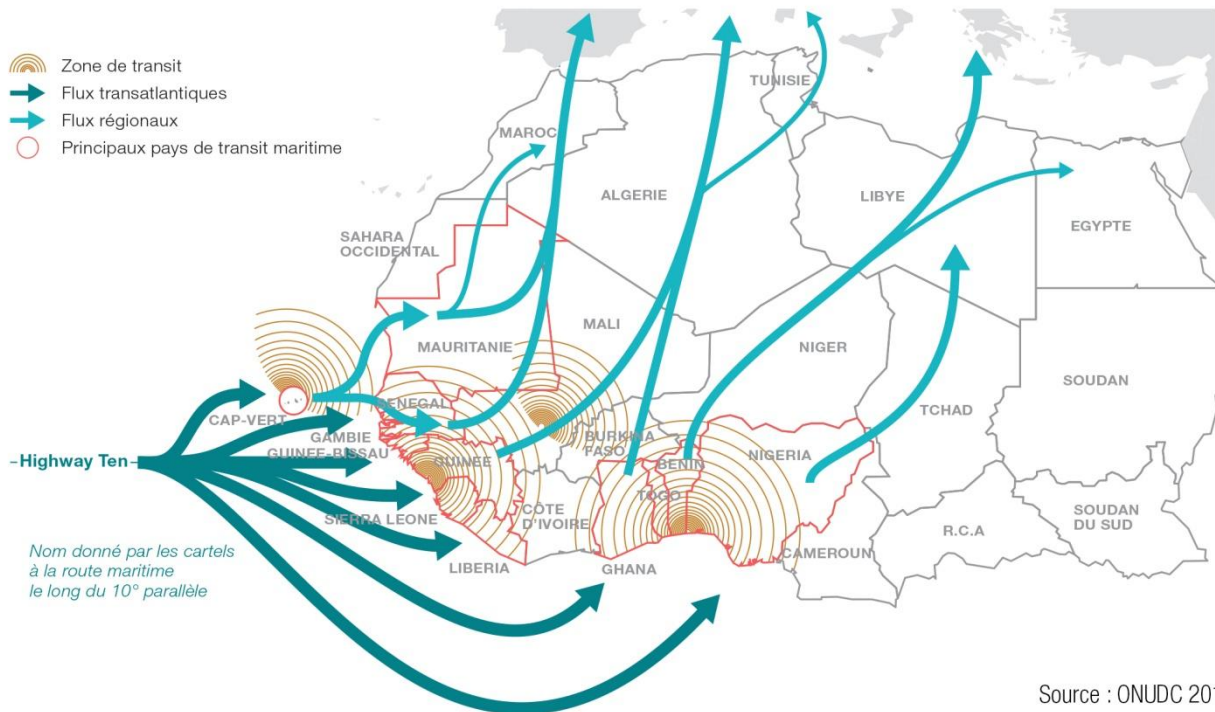 Zone de transit
Flux transatlantiques
Flux régionaux
Principaux pays de transit maritime
TUNISIE
MAROC
ALGERIE
LIBYE
EGYPTE
SAHARA
OCCIDENTAL
MALI
MAURITANIE
NIGER
SOUDAN
TCHAD
CAP-VERT
SENEGAL
GAMBIE
GUINEE-BISSAU
GUINEE
BURKINA
FASO
BENIN
NIGERIA
-Highway Ten-
TOGO
CÔTE
D'IVOIRE
SIERRA LEONE
SOUDAN
DU SUD
R.C.A
CAMEROUN
LIBERIA
GHANA
Nom donné par les cartels
à la route maritime
le long du 10° parallèle
Source : ONUDC